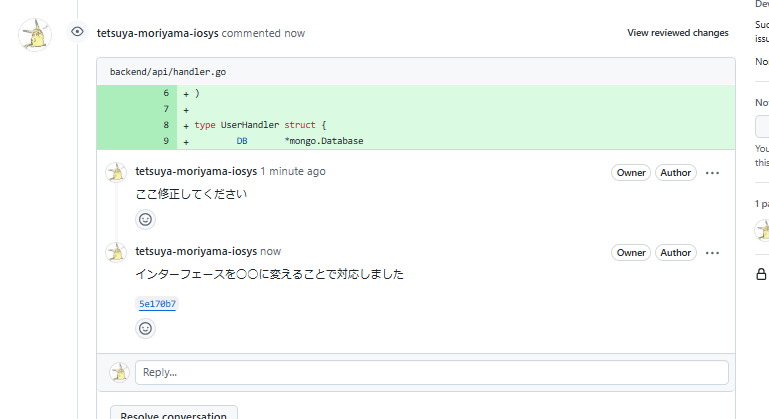 tetsuya-moriyama-iosys commented now
View reviewed changes
backend/api/handler.go
6 + )
7 +
8 + type UserHandler struct {
9 + DB *mongo.Database
tetsuya-moriyama-iosys 1 minute ago
Owner
Author
ここ修正してください
tetsuya-moriyama-iosys now
Owner
Author
インターフェースを〇〇に変えることで対応しました
5e170b7
Reply...
Resolve conversation
De
Suc
issu
No
No
You
this
1 pa